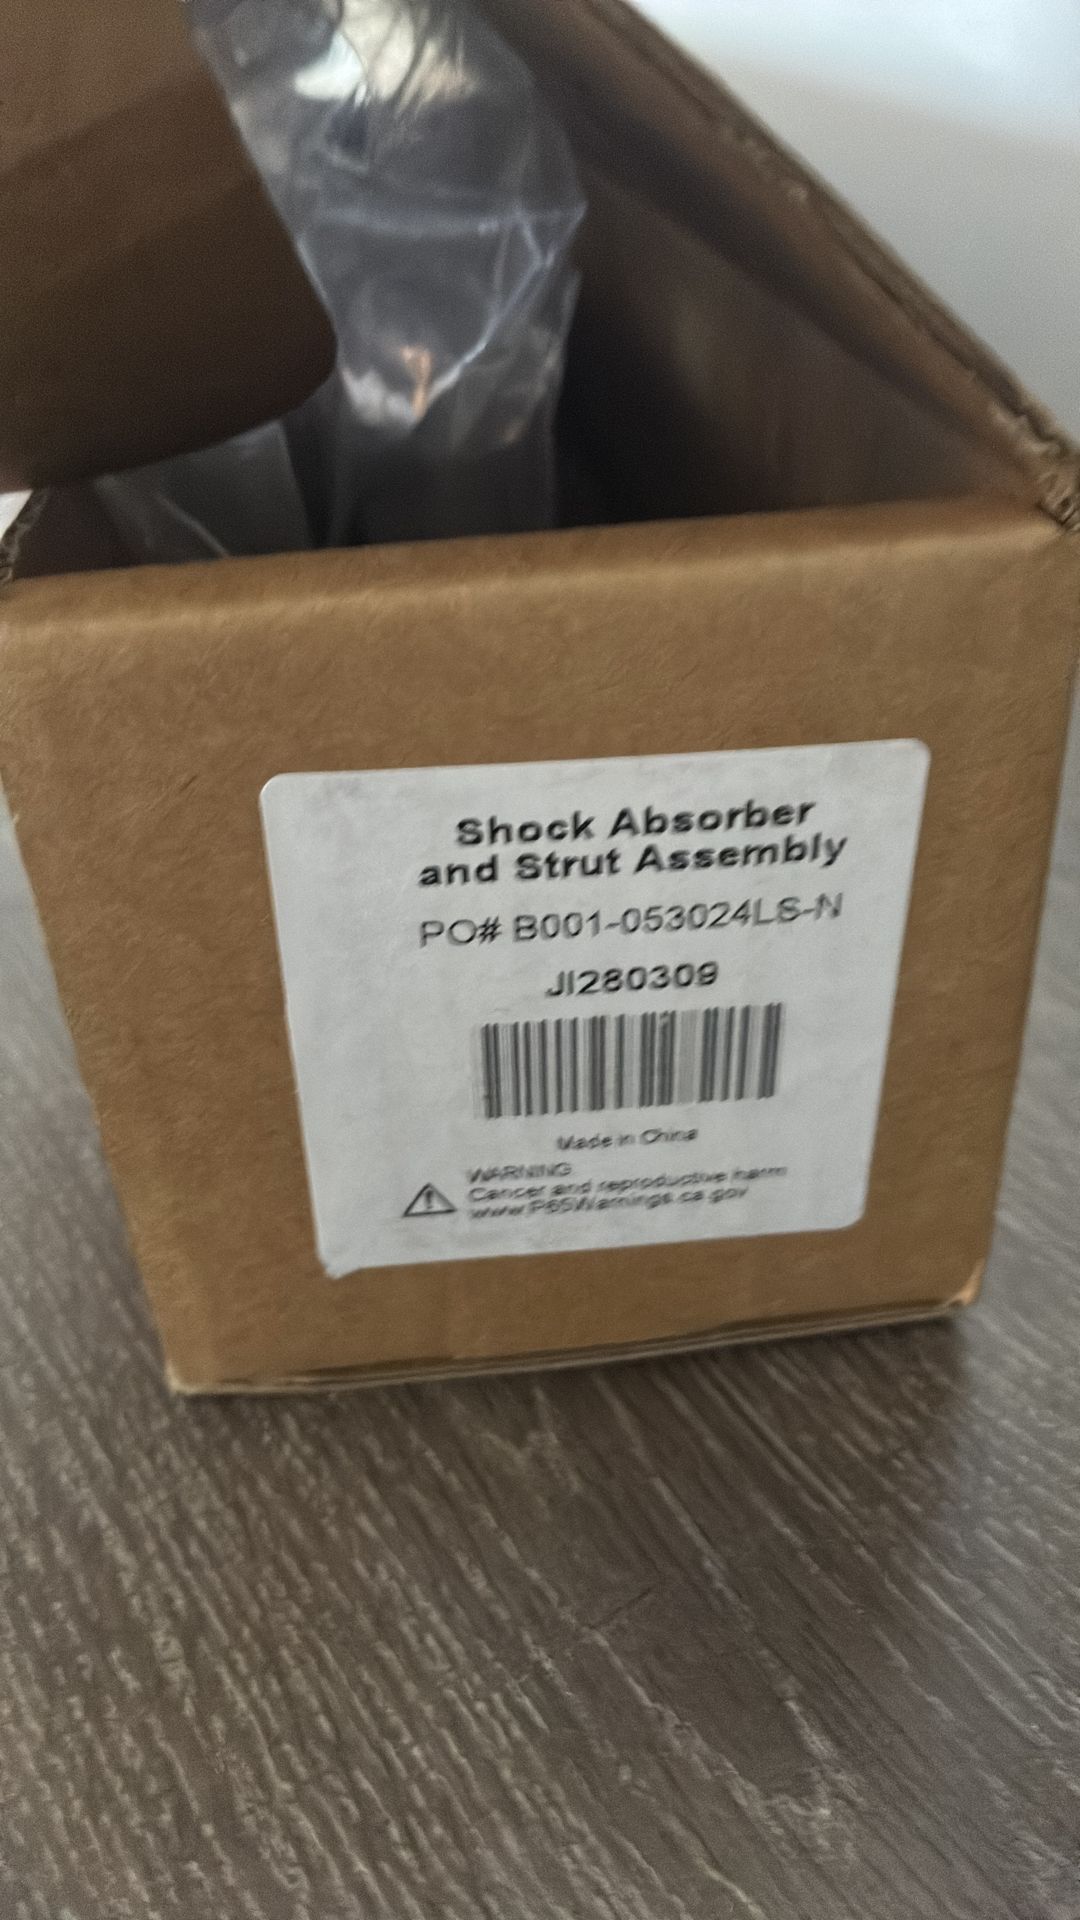 Shock Absorber
and Strut Assembly
PO# B001-053024LS-N
JI280309
Made in China
WARNING
Cancer and reproductive harm
www.P65Warnings.ca.gov